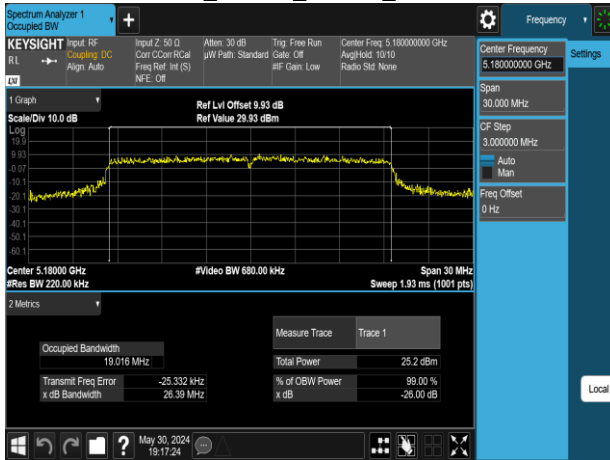 Spectrum Analyzer 1
Occupied BW
Frequency
KEYSIGHT
RL
LXI
Input: RF
Coupling: DC
Align: Auto
Input Z: 50 Ω
Corr CCorr RCal
Freq Ref: Int (S)
NFE: Off
Atten: 30 dB
µW Path: Standard
Trig: Free Run
Gate: Off
#IF Gain: Low
Center Freq: 5.180000000 GHz
Avg|Hold: 10/10
Radio Std: None
Center Frequency
5.180000000 GHz
Settings
Span
30.000 MHz
CF Step
3.000000 MHz
Auto
Man
Freq Offset
0 Hz
Local
1 Graph
Scale/Div 10.0 dB
Ref Lvl Offset 9.93 dB
Ref Value 29.93 dBm
Log
19.9
9.93
-0.07
-10.1
-20.1
-30.1
-40.1
-50.1
-60.1
Center 5.18000 GHz
#Video BW 680.00 kHz
Span 30 MHz
#Res BW 220.00 kHz
Sweep 1.93 ms (1001 pts)
2 Metrics
Measure Trace Trace 1
Occupied Bandwidth
19.016 MHz
Total Power 25.2 dBm
Transmit Freq Error -25.332 kHz
% of OBW Power 99.00 %
x dB Bandwidth 26.39 MHz
x dB -26.00 dB
?
May 30, 2024
19:17:24